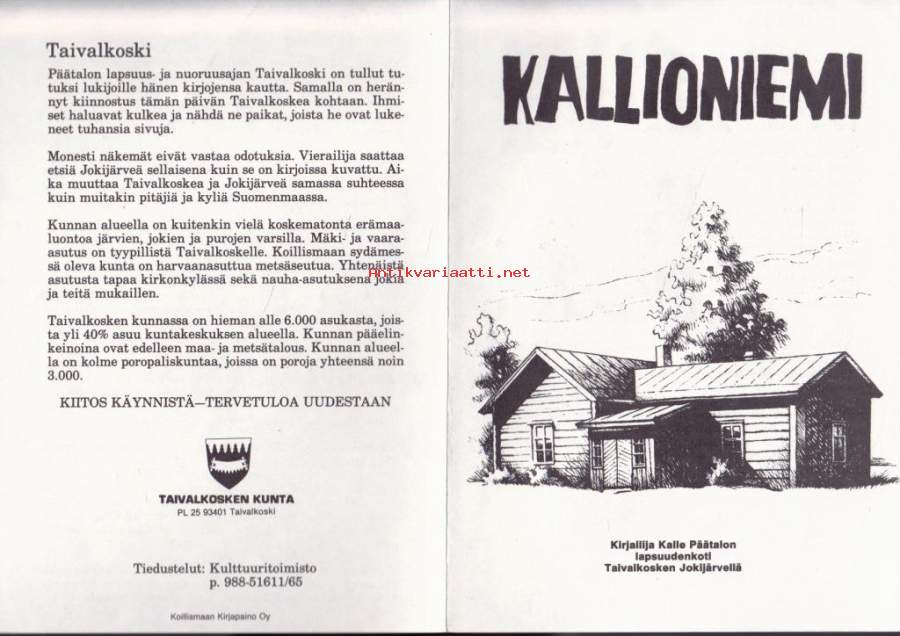 Taivalkoski
Päätalon lapsuus- ja nuoruusajan Taivalkoski on tullut tu-
tuksi lukijoille hänen kirjojensa kautta. Samalla on herän-
nyt kiinnostus tämän päivän Taivalkoskea kohtaan. Ihmi-
set haluavat kulkea ja nähdä ne paikat, joista he ovat luke-
neet tuhansia sivuja.
Monesti näkemät eivät vastaa odotuksia. Vierailija saattaa
etsiä Jokijärveä sellaisena kuin se on kirjoissa kuvattu. Ai-
ka muuttaa Taivalkoskea ja Jokijärveä samassa suhteessa
kuin muitakin pitäjiä ja kyliä Suomenmaassa.
Kunnan alueella on kuitenkin vielä koskematonta erämaa-
luontoa järvien, jokien ja purojen varsilla. Mäki- ja vaara-
asutus on tyypillistä Taivalkoskelle. Koillismaan sydämes-
sä oleva kunta on harvaanasuttua metsäseutua. Yhtenäistä
asutusta tapaa kirkonkylässä sekä nauha-asutuksena jokia
ja teitä mukaillen.
Taivalkosken kunnassa on hieman alle 6.000 asukasta, jois-
ta yli 40% asuu kuntakeskuksen alueella. Kunnan pääelin-
keinoina ovat edelleen maa- ja metsätalous. Kunnan alueel-
la on kolme poropaliskuntaa, joissa on poroja yhteensä noin
3.000.
KIITOS KÄYNNISTÄ—TERVETULOA UUDESTAAN
TAIVALKOSKEN KUNTA
PL 25 93401 Taivalkoski
Tiedustelut: Kulttuuritoimisto
p. 988-51611/65
Koillismaan Kirjapaino Oy
Antikvariaatti.net
KALLIONIEMI
Kirjailija Kalle Päätalon
lapsuudenkoti
Taivalkosken Jokijärvellä